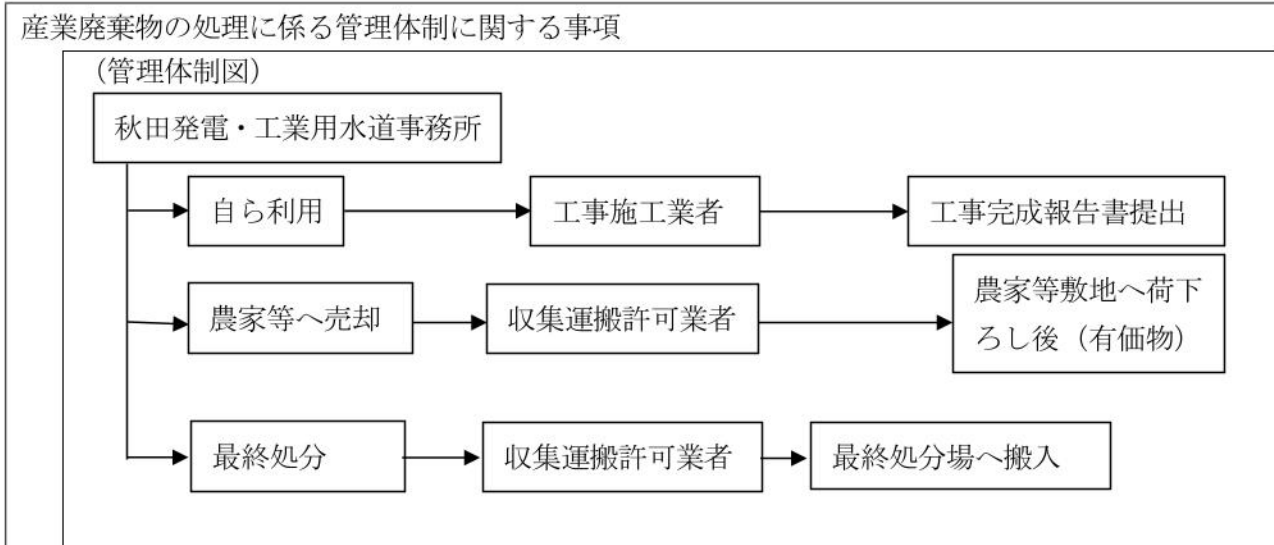 産業廃棄物の処理に係る管理体制に関する事項
（管理体制図）
秋田発電・工業用水道事務所
自ら利用
工事施工業者
工事完成報告書提出
農家等へ売却
収集運搬許可業者
農家等敷地へ荷下
ろし後（有価物）
最終処分
収集運搬許可業者
最終処分場へ搬入